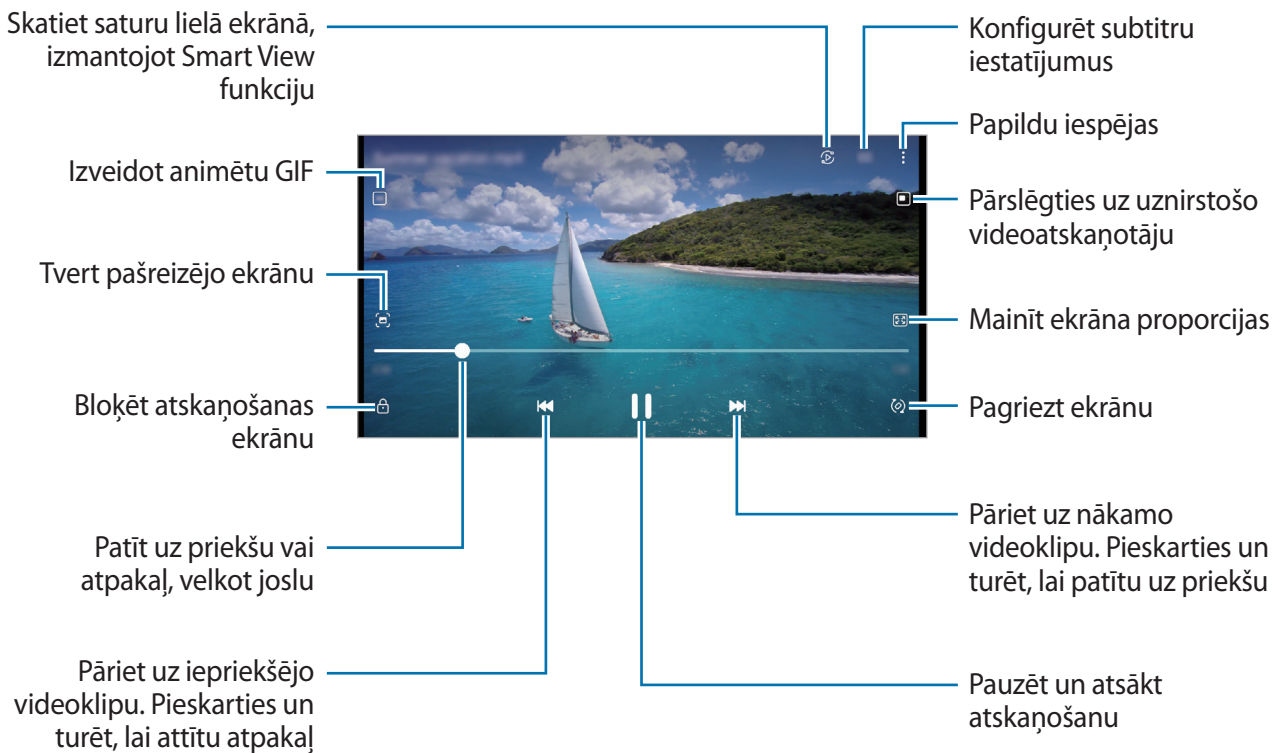 Skatiet saturu lielā ekrānā,
izmantojot Smart View
funkciju
Izveidot animētu GIF
Tvert pašreizējo ekrānu
Bloķēt atskaņošanas
ekrānu
Patīt uz priekšu vai
atpakaļ, velkot joslu
Pāriet uz iepriekšējo
videoklipu. Pieskarties un
turēt, lai attītu atpakaļ
Konfigurēt subtitru
iestatījumus
Papildu iespējas
Pārslēgties uz uznirstošo
videoatskaņotāju
Mainīt ekrāna proporcijas
Pagriezt ekrānu
Pāriet uz nākamo
videoklipu. Pieskarties un
turēt, lai patītu uz priekšu
Pauzēt un atsākt
atskaņošanu